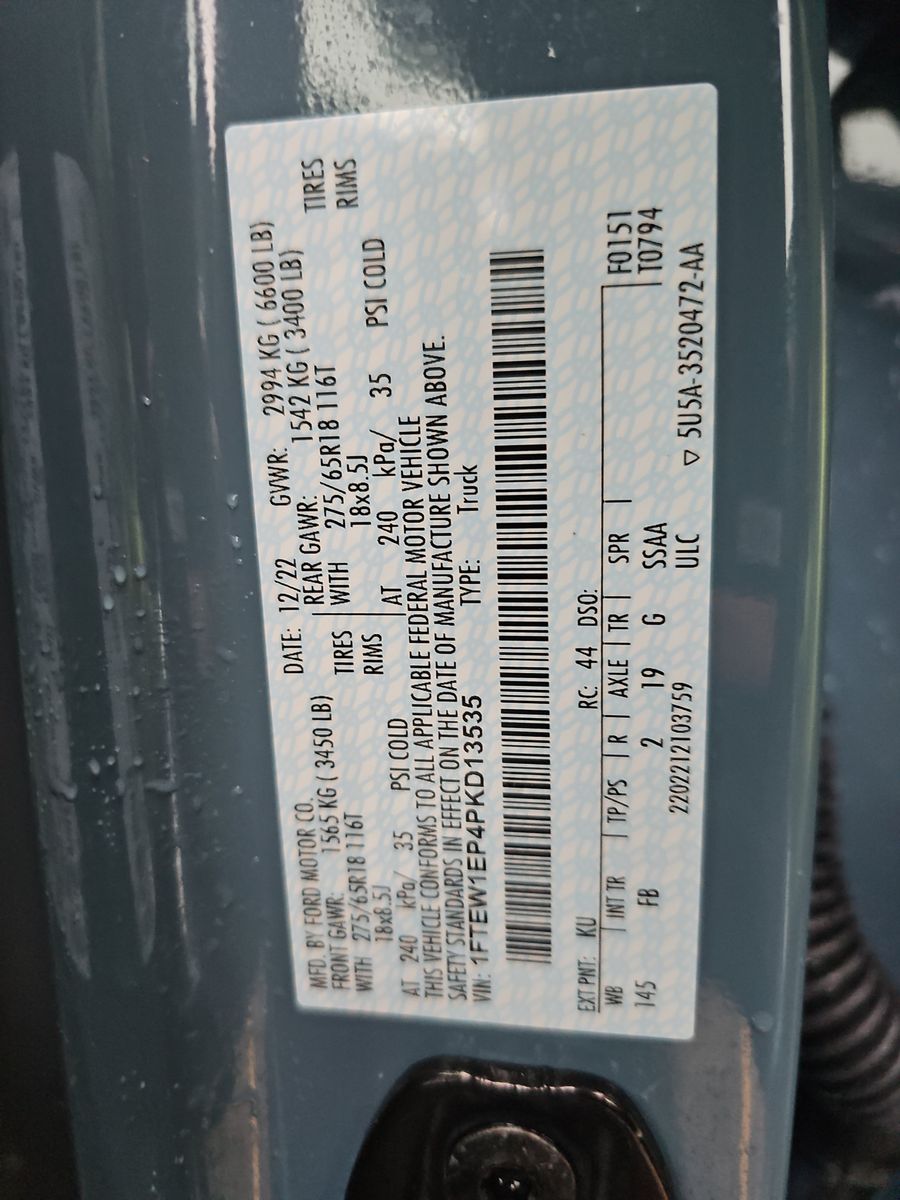 MFD. BY FORD MOTOR CO. DATE: 12/22 GVWR: 2994 KG ( 6600 LB)
FRONT GAWR: 1565 KG ( 3450 LB) REAR GAWR: 1542 KG ( 3400 LB)
WITH 275/65R18 116T TIRES WITH 275/65R18 116T TIRES
18x8.5J RIMS 18x8.5J RIMS
AT 240 kPa/ 35 PSI COLD AT 240 kPa/ 35 PSI COLD
THIS VEHICLE CONFORMS TO ALL APPLICABLE FEDERAL MOTOR VEHICLE
SAFETY STANDARDS IN EFFECT ON THE DATE OF MANUFACTURE SHOWN ABOVE.
VIN: 1FTEW1EP4PKD13535 TYPE: Truck
EXT PNT: KU RC: 44 DSO:
WB INT TR TP/PS R AXLE TR SPR F0151
145 FB 2 19 G SSAA T0794
2202212103759 ULC ▽ 5U5A-3520472-AA